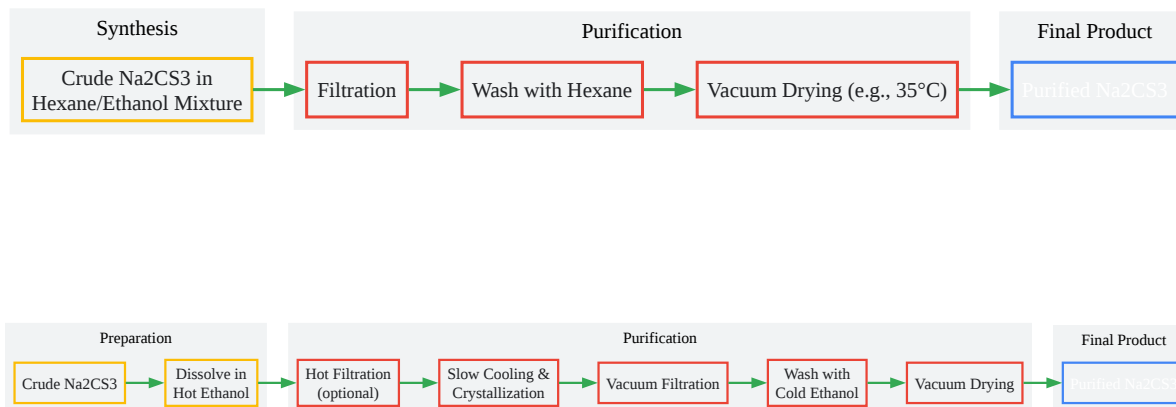 Synthesis
Purification
Final Product
Crude Na2CS3 in
Hexane/Ethanol Mixture
Filtration
Wash with Hexane
Vacuum Drying (e.g., 35°C)
Purified Na2CS3
Preparation
Purification
Final Product
Crude Na2CS3
Dissolve in
Hot Ethanol
Hot Filtration
(optional)
Slow Cooling &
Crystallization
Vacuum Filtration
Wash with
Cold Ethanol
Vacuum Drying
Purified Na2CS3